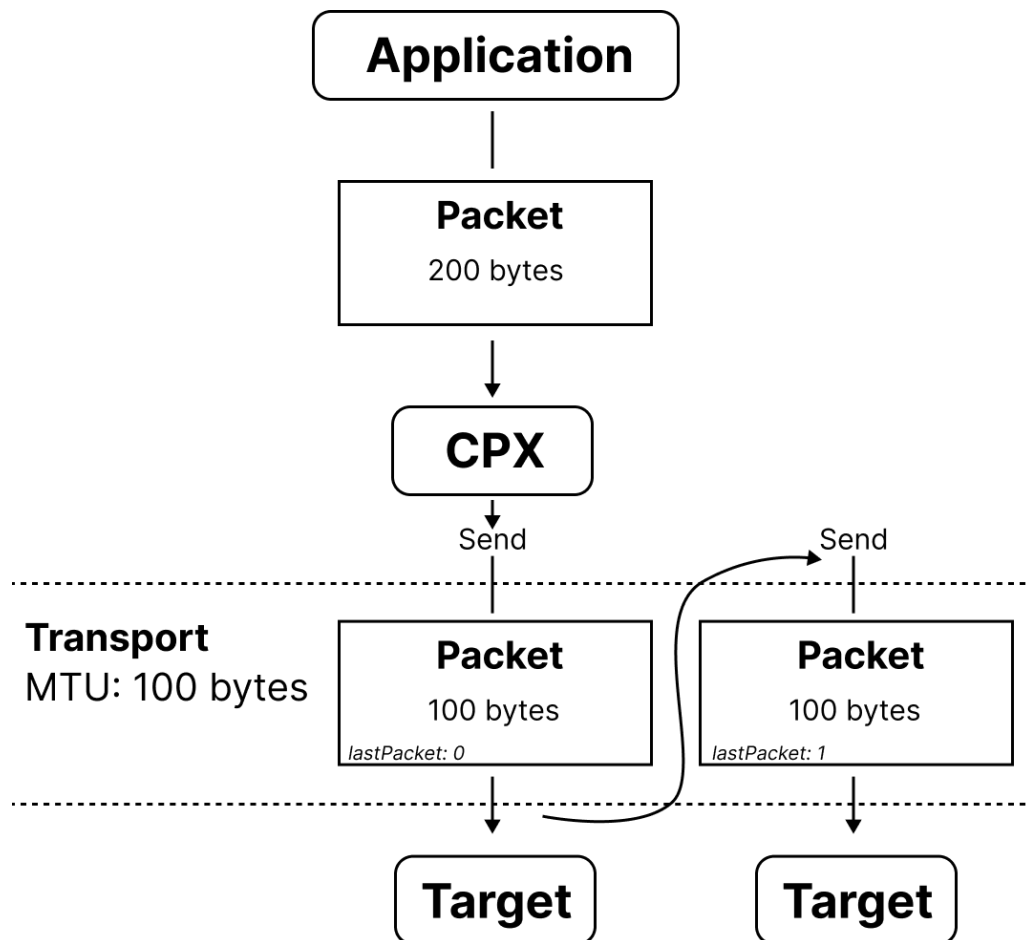 Application
Packet
200 bytes
CPX
Send
Send
Transport
MTU: 100 bytes
Packet
100 bytes
lastPacket: 0
Packet
100 bytes
lastPacket: 1
Target
Target